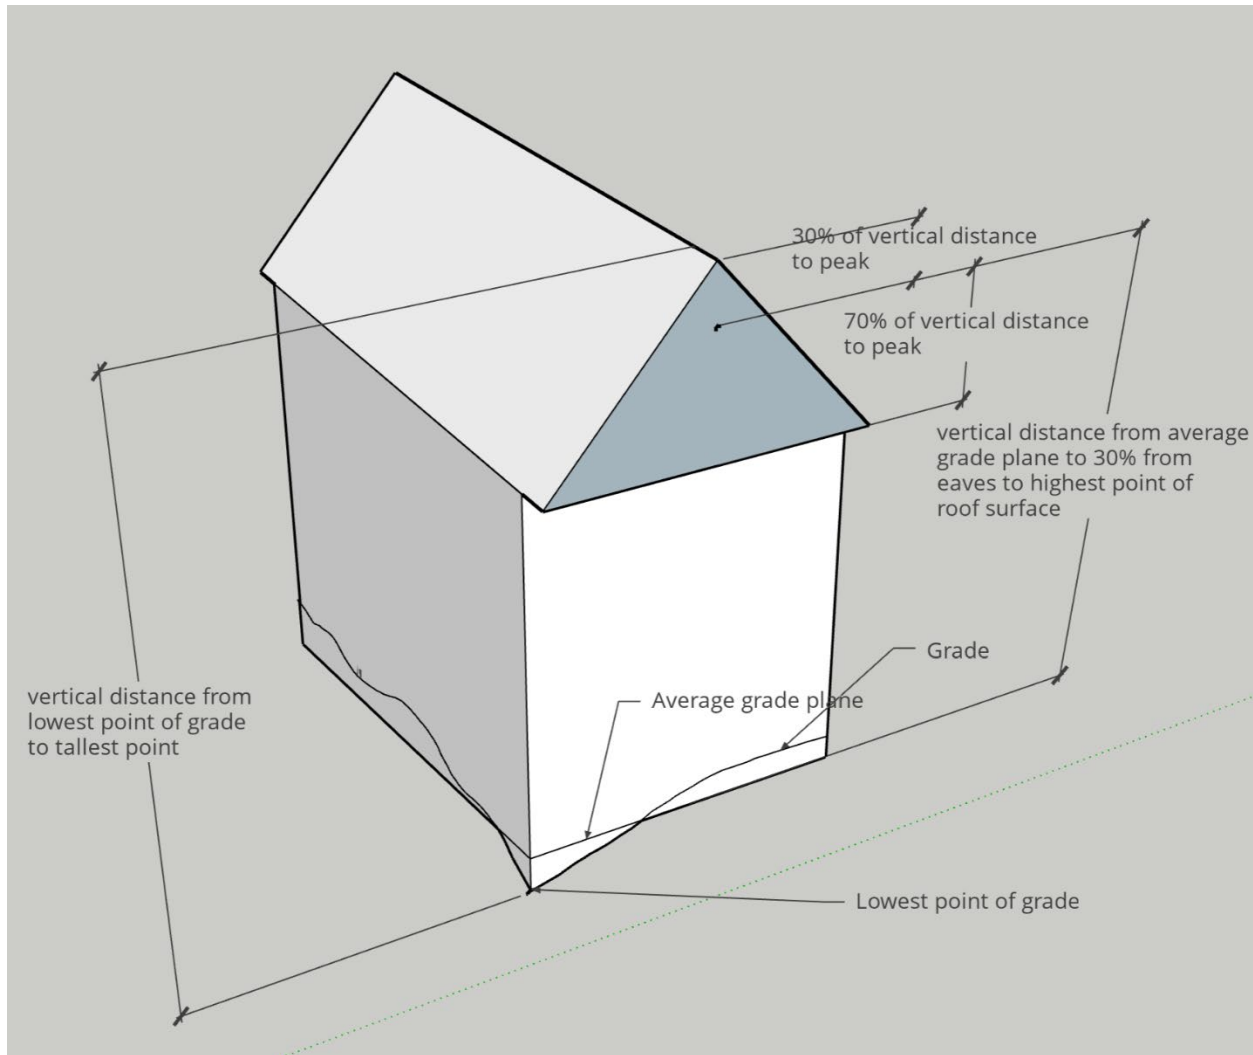 30% of vertical distance
to peak
70% of vertical distance
to peak
vertical distance from average
grade plane to 30% from
eaves to highest point of
roof surface
Grade
vertical distance from
lowest point of grade
to tallest point
Average grade plane
Lowest point of grade